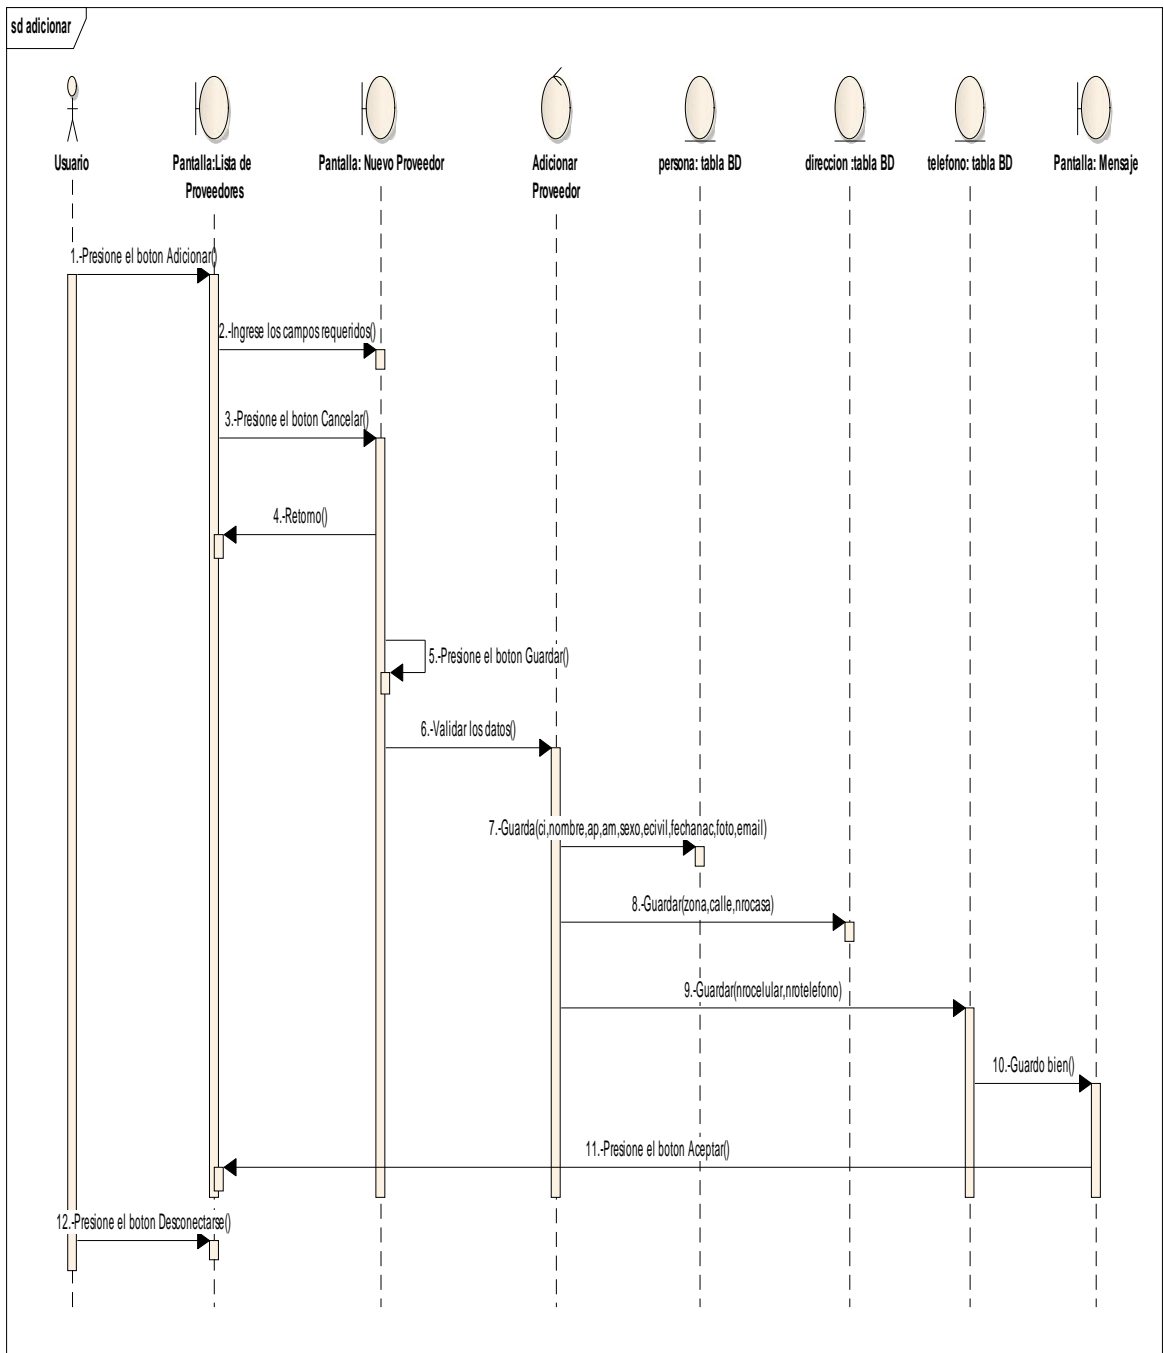 sd adicionar
Usuario
Pantalla:Lista de
Proveedores
Pantalla: Nuevo Proveedor
Adicionar
Proveedor
persona: tabla BD
direccion :tabla BD
telefono: tabla BD
Pantalla: Mensaje
1.-Presione el boton Adicionar()
2.-Ingrese los campos requeridos()
3.-Presione el boton Cancelar()
4.-Retorno()
5.-Presione el boton Guardar()
6.-Validar los datos()
7.-Guarda(ci,nombre,ap,am,sexo,ecivil,fechanac,foto,email)
8.-Guardar(zona,calle,nrocasa)
9.-Guardar(nrocelular,nrotelefono)
10.-Guardo bien()
11.-Presione el boton Aceptar()
12.-Presione el boton Desconectarse()